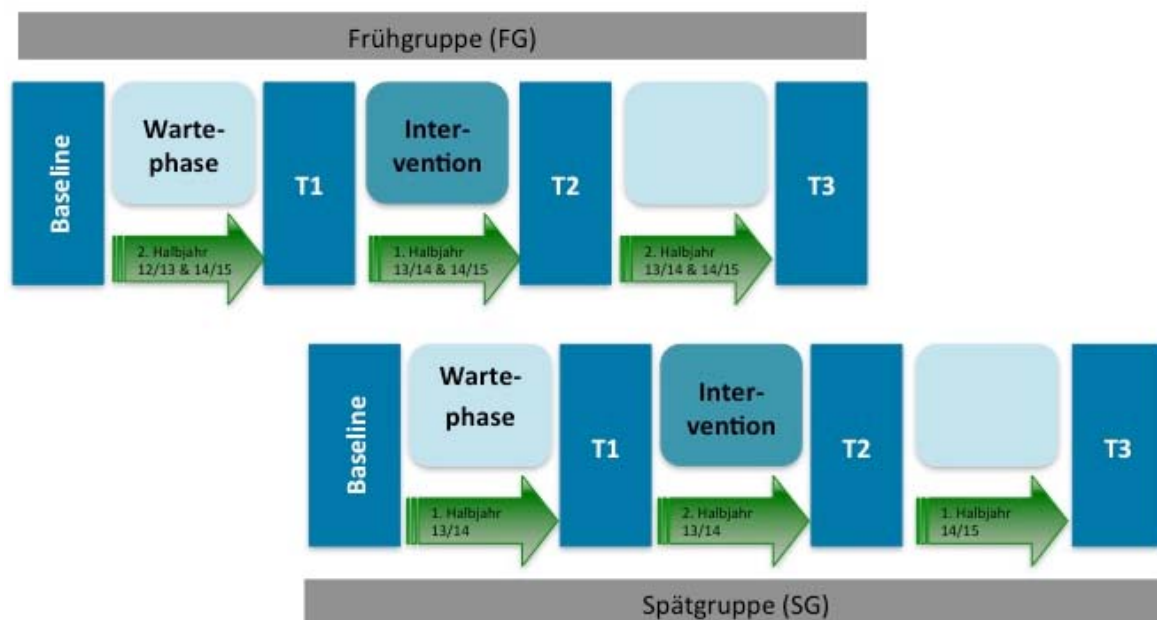 Frühgruppe (FG)
Baseline
Warte-
phase
2. Halbjahr
12/13 & 14/15
T1
Inter-
vention
1. Halbjahr
13/14 & 14/15
T2
2. Halbjahr
13/14 & 14/15
T3
Baseline
Warte-
phase
1. Halbjahr
13/14
T1
Inter-
vention
2. Halbjahr
13/14
T2
1. Halbjahr
14/15
T3
Spätgruppe (SG)